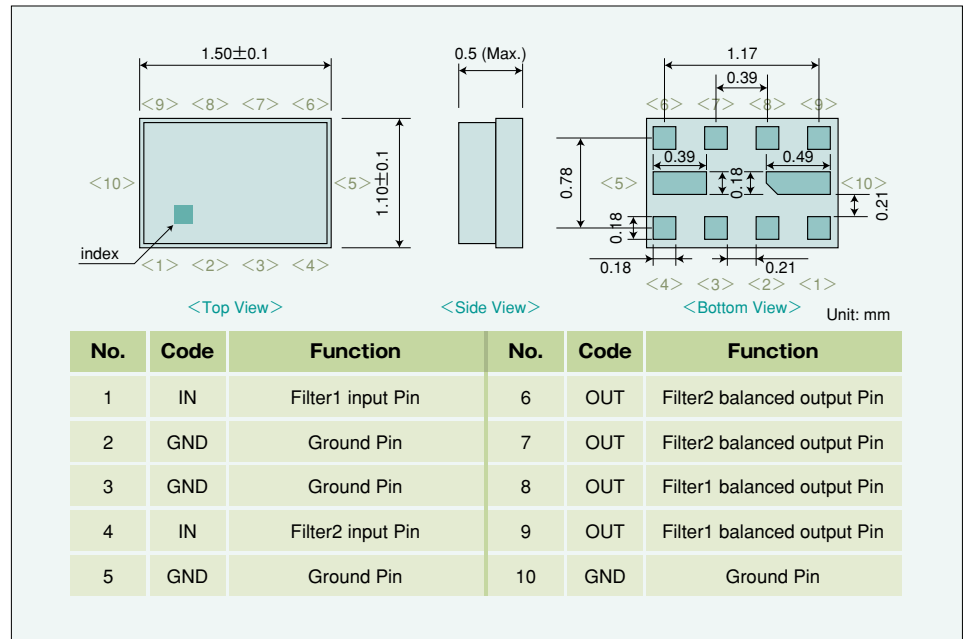 1.50±0.1
0.5 (Max.)
1.17
0.39
<9> <8> <7> <6>
<6> <7> <8> <9>
<10>
<5>
1.10±0.1
index
<1> <2> <3> <4>
0.78
<5>
0.39
0.18
0.49
<10>
0.21
0.18
0.18
0.21
<4> <3> <2> <1>
<Top View>
<Side View>
<Bottom View>
Unit: mm
No. Code Function No. Code Function
1 IN Filter1 input Pin 6 OUT Filter2 balanced output Pin
2 GND Ground Pin 7 OUT Filter2 balanced output Pin
3 GND Ground Pin 8 OUT Filter1 balanced output Pin
4 IN Filter2 input Pin 9 OUT Filter1 balanced output Pin
5 GND Ground Pin 10 GND Ground Pin